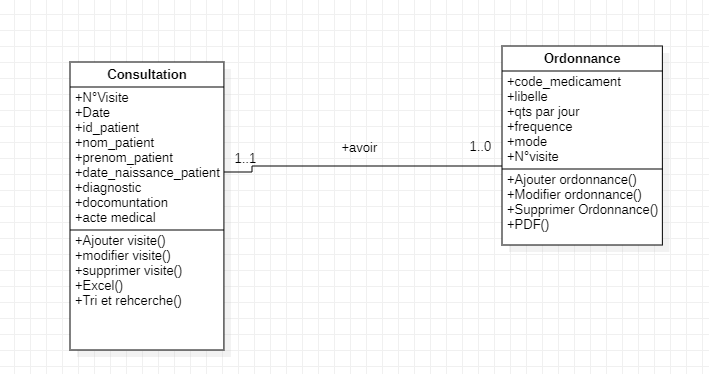 Consultation
+N°Visite
+Date
+id_patient
+nom_patient
+prenom_patient
+date_naissance_patient
+diagnostic
+docomuntation
+acte medical
+Ajouter visite()
+modifier visite()
+supprimer visite()
+Excel()
+Tri et rehcerche()
1..1
+avoir
1..0
Ordonnance
+code_medicament
+libelle
+qts par jour
+frequence
+mode
+N°visite
+Ajouter ordonnance()
+Modifier ordonnance()
+Supprimer Ordonnance()
+PDF()